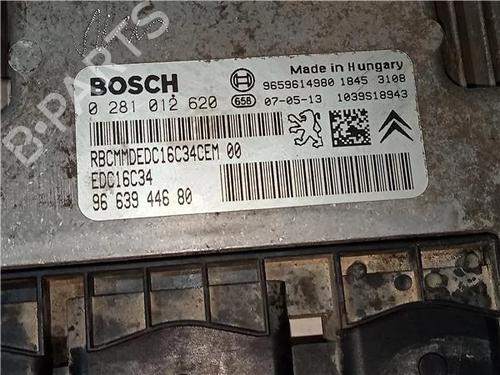 BOSCH
0 281 012 620
Made in Hungary
9659614980 1845 3108
658 07-05-13 1039S18943
RBCMMDEDC16C34CEM 00
EDC16C34
96 639 446 80
B-PARTS